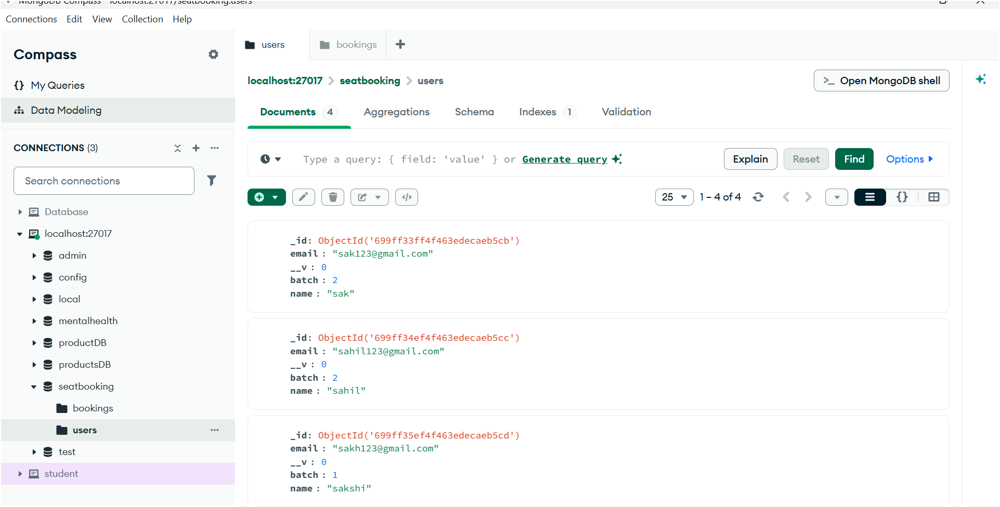 MongoDB Compass - localhost:27017/seatbooking.users
Connections Edit View Collection Help
Compass
My Queries
Data Modeling
CONNECTIONS (3)
Search connections
Database
localhost:27017
admin
config
local
mentalhealth
productDB
productsDB
seatbooking
bookings
users
test
student
users
bookings
localhost:27017 > seatbooking > users
Open MongoDB shell
Documents 4 Aggregations Schema Indexes 1 Validation
Type a query: { field: 'value' } or Generate query
Explain Reset Find Options
25 1 – 4 of 4
_id: ObjectId('699ff33ff4f463edecaeb5cb')
email : "sak123@gmail.com"
__v : 0
batch : 2
name : "sak"
_id: ObjectId('699ff34ef4f463edecaeb5cc')
email : "sahil123@gmail.com"
__v : 0
batch : 2
name : "sahil"
_id: ObjectId('699ff35ef4f463edecaeb5cd')
email : "sakh123@gmail.com"
__v : 0
batch : 1
name : "sakshi"